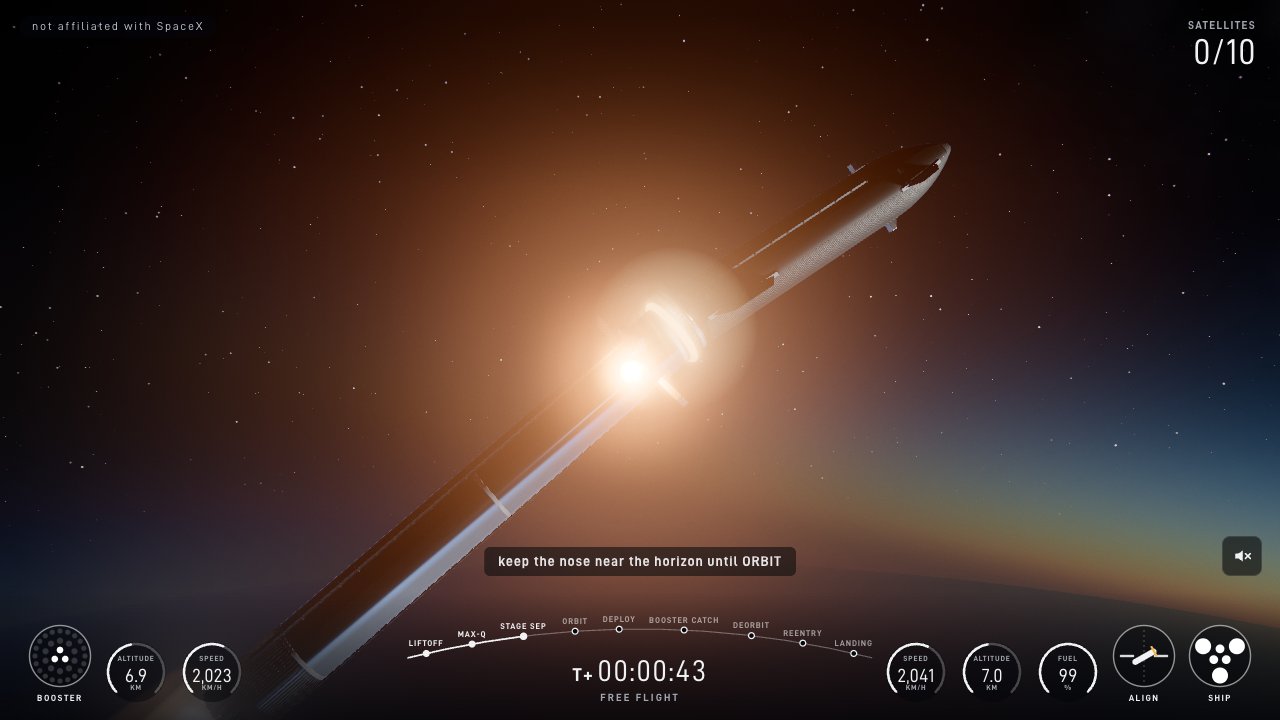 not affiliated with SpaceX
SATELLITES
0/10
keep the nose near the horizon until ORBIT
LIFTOFF
MAX-Q
STAGE SEP
ORBIT
DEPLOY
BOOSTER CATCH
DEORBIT
REENTRY
LANDING
T+ 00:00:43
FREE FLIGHT
BOOSTER
ALTITUDE
6.9
KM
SPEED
2,023
KM/H
SPEED
2,041
KM/H
ALTITUDE
7.0
KM
FUEL
99
%
ALIGN
SHIP